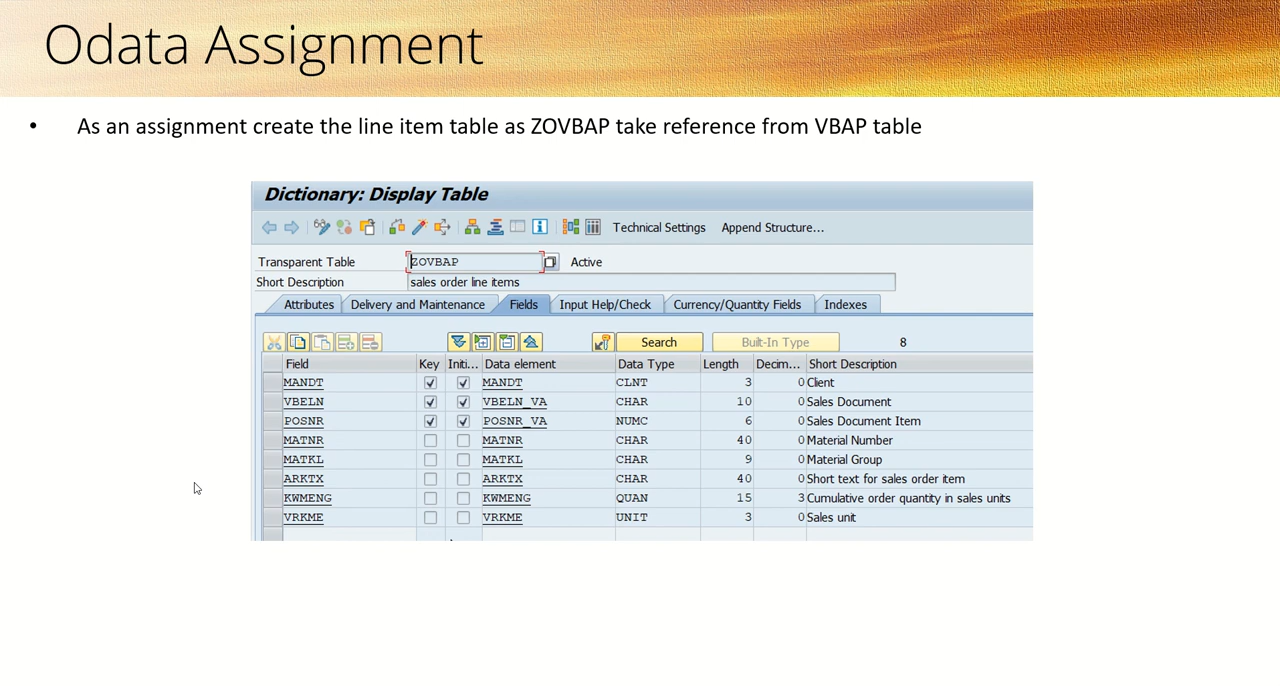 Odata Assignment
• As an assignment create the line item table as ZOVBAP take reference from VBAP table
Dictionary: Display Table
Technical Settings Append Structure...
Transparent Table ZOVBAP Active
Short Description sales order line items
Attributes Delivery and Maintenance Fields Input Help/Check Currency/Quantity Fields Indexes
Search Built-In Type 8
Field Key Initi... Data element Data Type Length Decim... Short Description
MANDT MANDT CLNT 3 0 Client
VBELN VBELN_VA CHAR 10 0 Sales Document
POSNR POSNR_VA NUMC 6 0 Sales Document Item
MATNR MATNR CHAR 40 0 Material Number
MATKL MATKL CHAR 9 0 Material Group
ARKTX ARKTX CHAR 40 0 Short text for sales order item
KWMENG KWMENG QUAN 15 3 Cumulative order quantity in sales units
VRKME VRKME UNIT 3 0 Sales unit